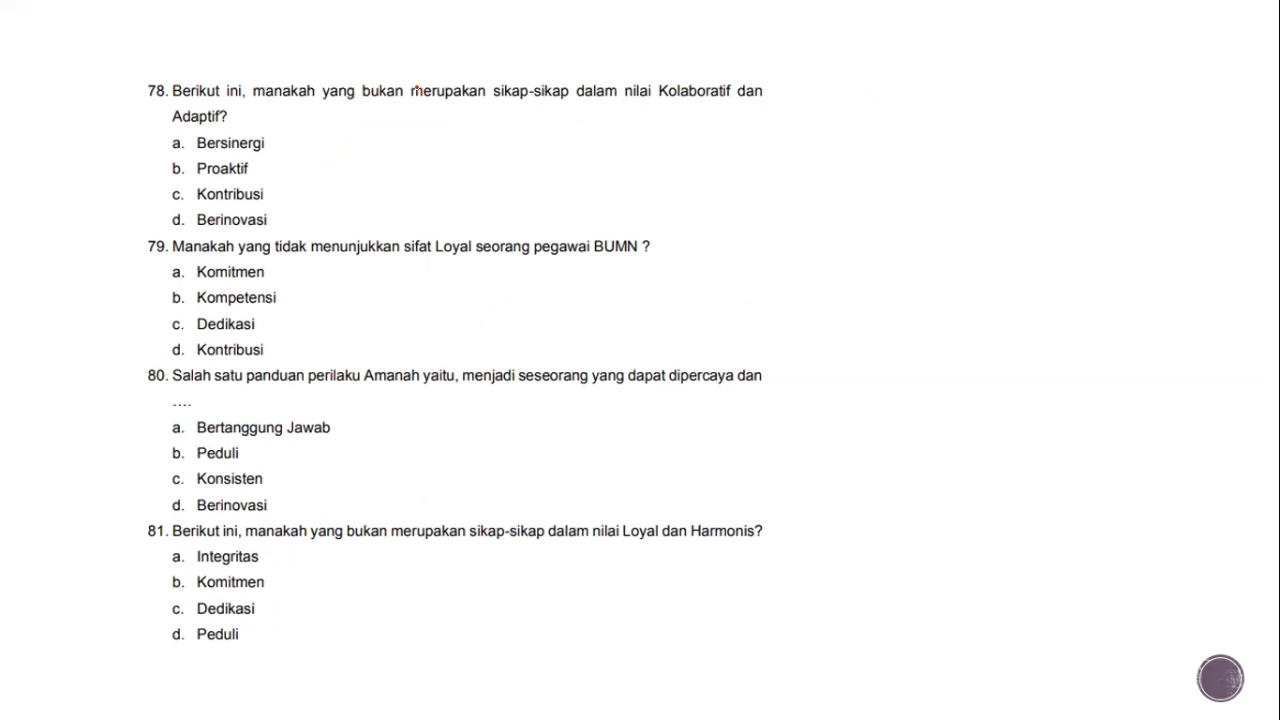 78. Berikut ini, manakah yang bukan merupakan sikap-sikap dalam nilai Kolaboratif dan
Adaptif?
a. Bersinergi
b. Proaktif
c. Kontribusi
d. Berinovasi
79. Manakah yang tidak menunjukkan sifat Loyal seorang pegawai BUMN ?
a. Komitmen
b. Kompetensi
c. Dedikasi
d. Kontribusi
80. Salah satu panduan perilaku Amanah yaitu, menjadi seseorang yang dapat dipercaya dan
....
a. Bertanggung Jawab
b. Peduli
c. Konsisten
d. Berinovasi
81. Berikut ini, manakah yang bukan merupakan sikap-sikap dalam nilai Loyal dan Harmonis?
a. Integritas
b. Komitmen
c. Dedikasi
d. Peduli